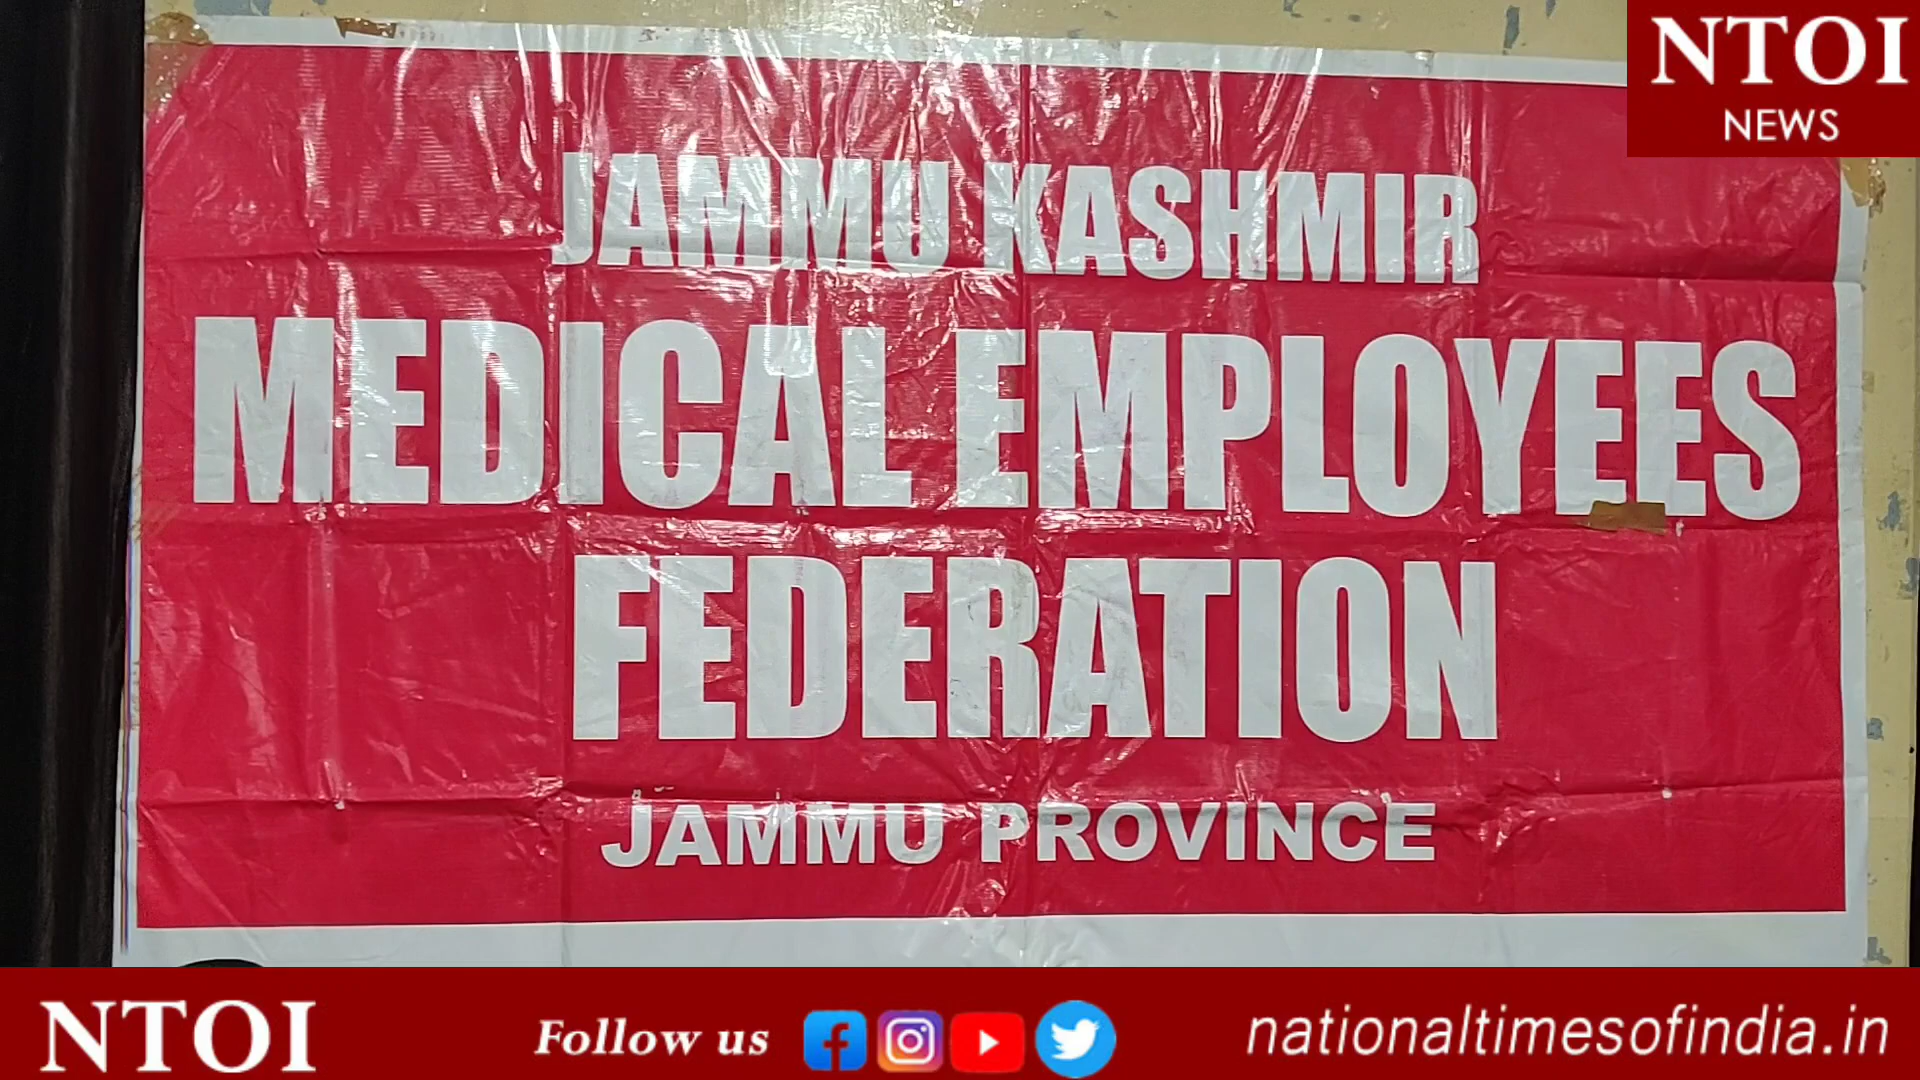 NTOI
NEWS
JAMMU KASHMIR
MEDICAL EMPLOYEES
FEDERATION
JAMMU PROVINCE
NTOI
Follow us
nationaltimesofindia.in